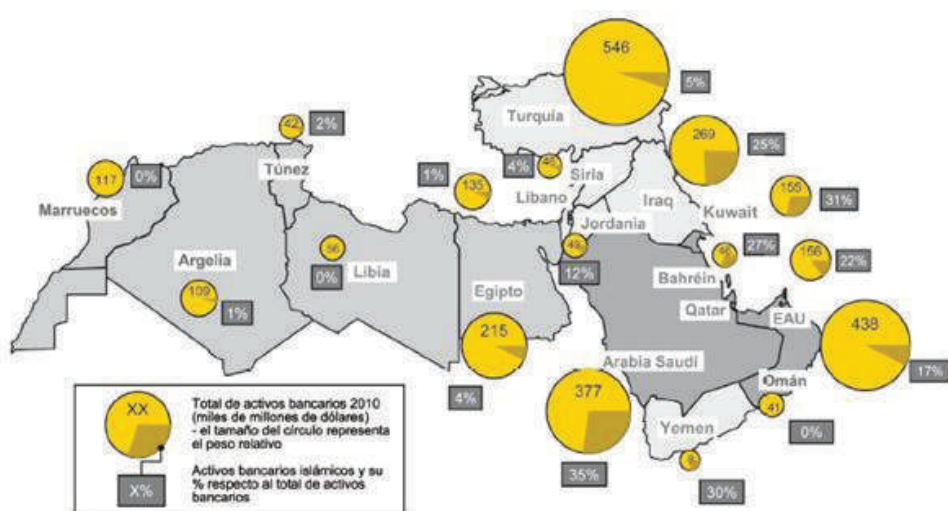 546
5%
Turquía
42
2%
269
25%
117
0%
Túnez
1%
135
4%
Siria
Líbano
Iraq
Kuwait
155
31%
Marruecos
Jordania
Argelia
109
1%
56
0%
Libia
49
12%
27%
156
22%
Bahréin
Egipto
215
4%
Qatar
EAU
438
17%
Arabia Saudí
377
35%
Omán
41
0%
Yemen
30%
XX
Total de activos bancarios 2010
(miles de millones de dólares)
- el tamaño del círculo representa
el peso relativo
X%
Activos bancarios islámicos y su
% respecto al total de activos
bancarios